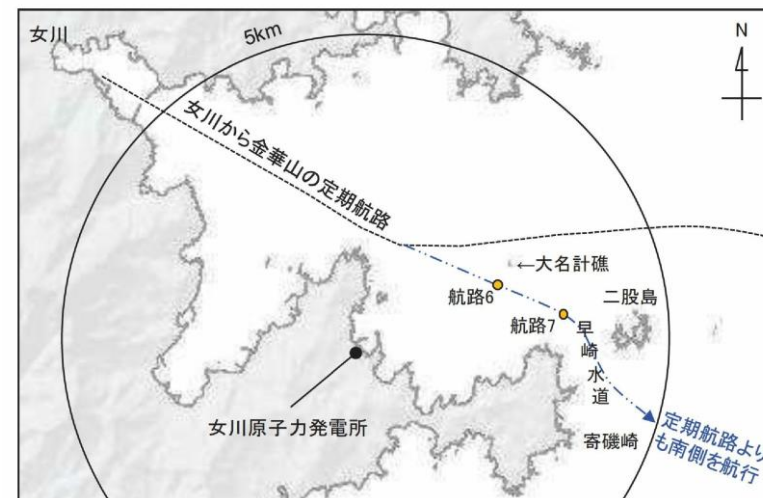 女川
5km
N
女川から金華山の定期航路
←大名計礁
航路6
二股島
航路7
早崎水道
女川原子力発電所
寄磯崎
定期航路より
も南側を航行